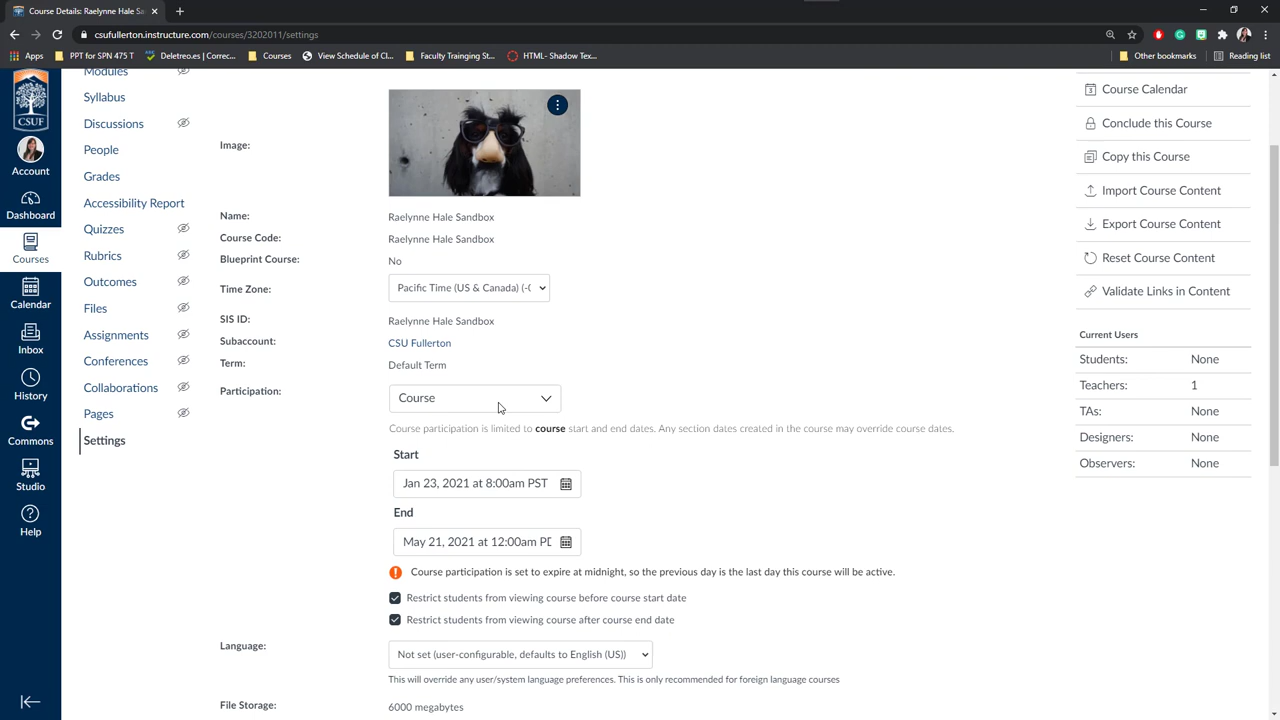 Course Details: Raelynne Hale Sa
csufullerton.instructure.com/courses/3202011/settings
Apps
PPT for SPN 475 T
Deletreo.es | Correc...
Courses
View Schedule of Cl...
Faculty Trainging St...
HTML- Shadow Tex...
Other bookmarks
Reading list
CSUF
Account
Dashboard
Courses
Calendar
Inbox
History
Commons
Studio
Help
Modules
Syllabus
Discussions
People
Grades
Accessibility Report
Quizzes
Rubrics
Outcomes
Files
Assignments
Conferences
Collaborations
Pages
Settings
Image:
Name: Raelynne Hale Sandbox
Course Code: Raelynne Hale Sandbox
Blueprint Course: No
Time Zone: Pacific Time (US & Canada) (-0
SIS ID: Raelynne Hale Sandbox
Subaccount: CSU Fullerton
Term: Default Term
Participation: Course
Course participation is limited to course start and end dates. Any section dates created in the course may override course dates.
Start
Jan 23, 2021 at 8:00am PST
End
May 21, 2021 at 12:00am PD
Course participation is set to expire at midnight, so the previous day is the last day this course will be active.
Restrict students from viewing course before course start date
Restrict students from viewing course after course end date
Language: Not set (user-configurable, defaults to English (US))
This will override any user/system language preferences. This is only recommended for foreign language courses
File Storage: 6000 megabytes
Course Calendar
Conclude this Course
Copy this Course
Import Course Content
Export Course Content
Reset Course Content
Validate Links in Content
Current Users
Students: None
Teachers: 1
TAs: None
Designers: None
Observers: None